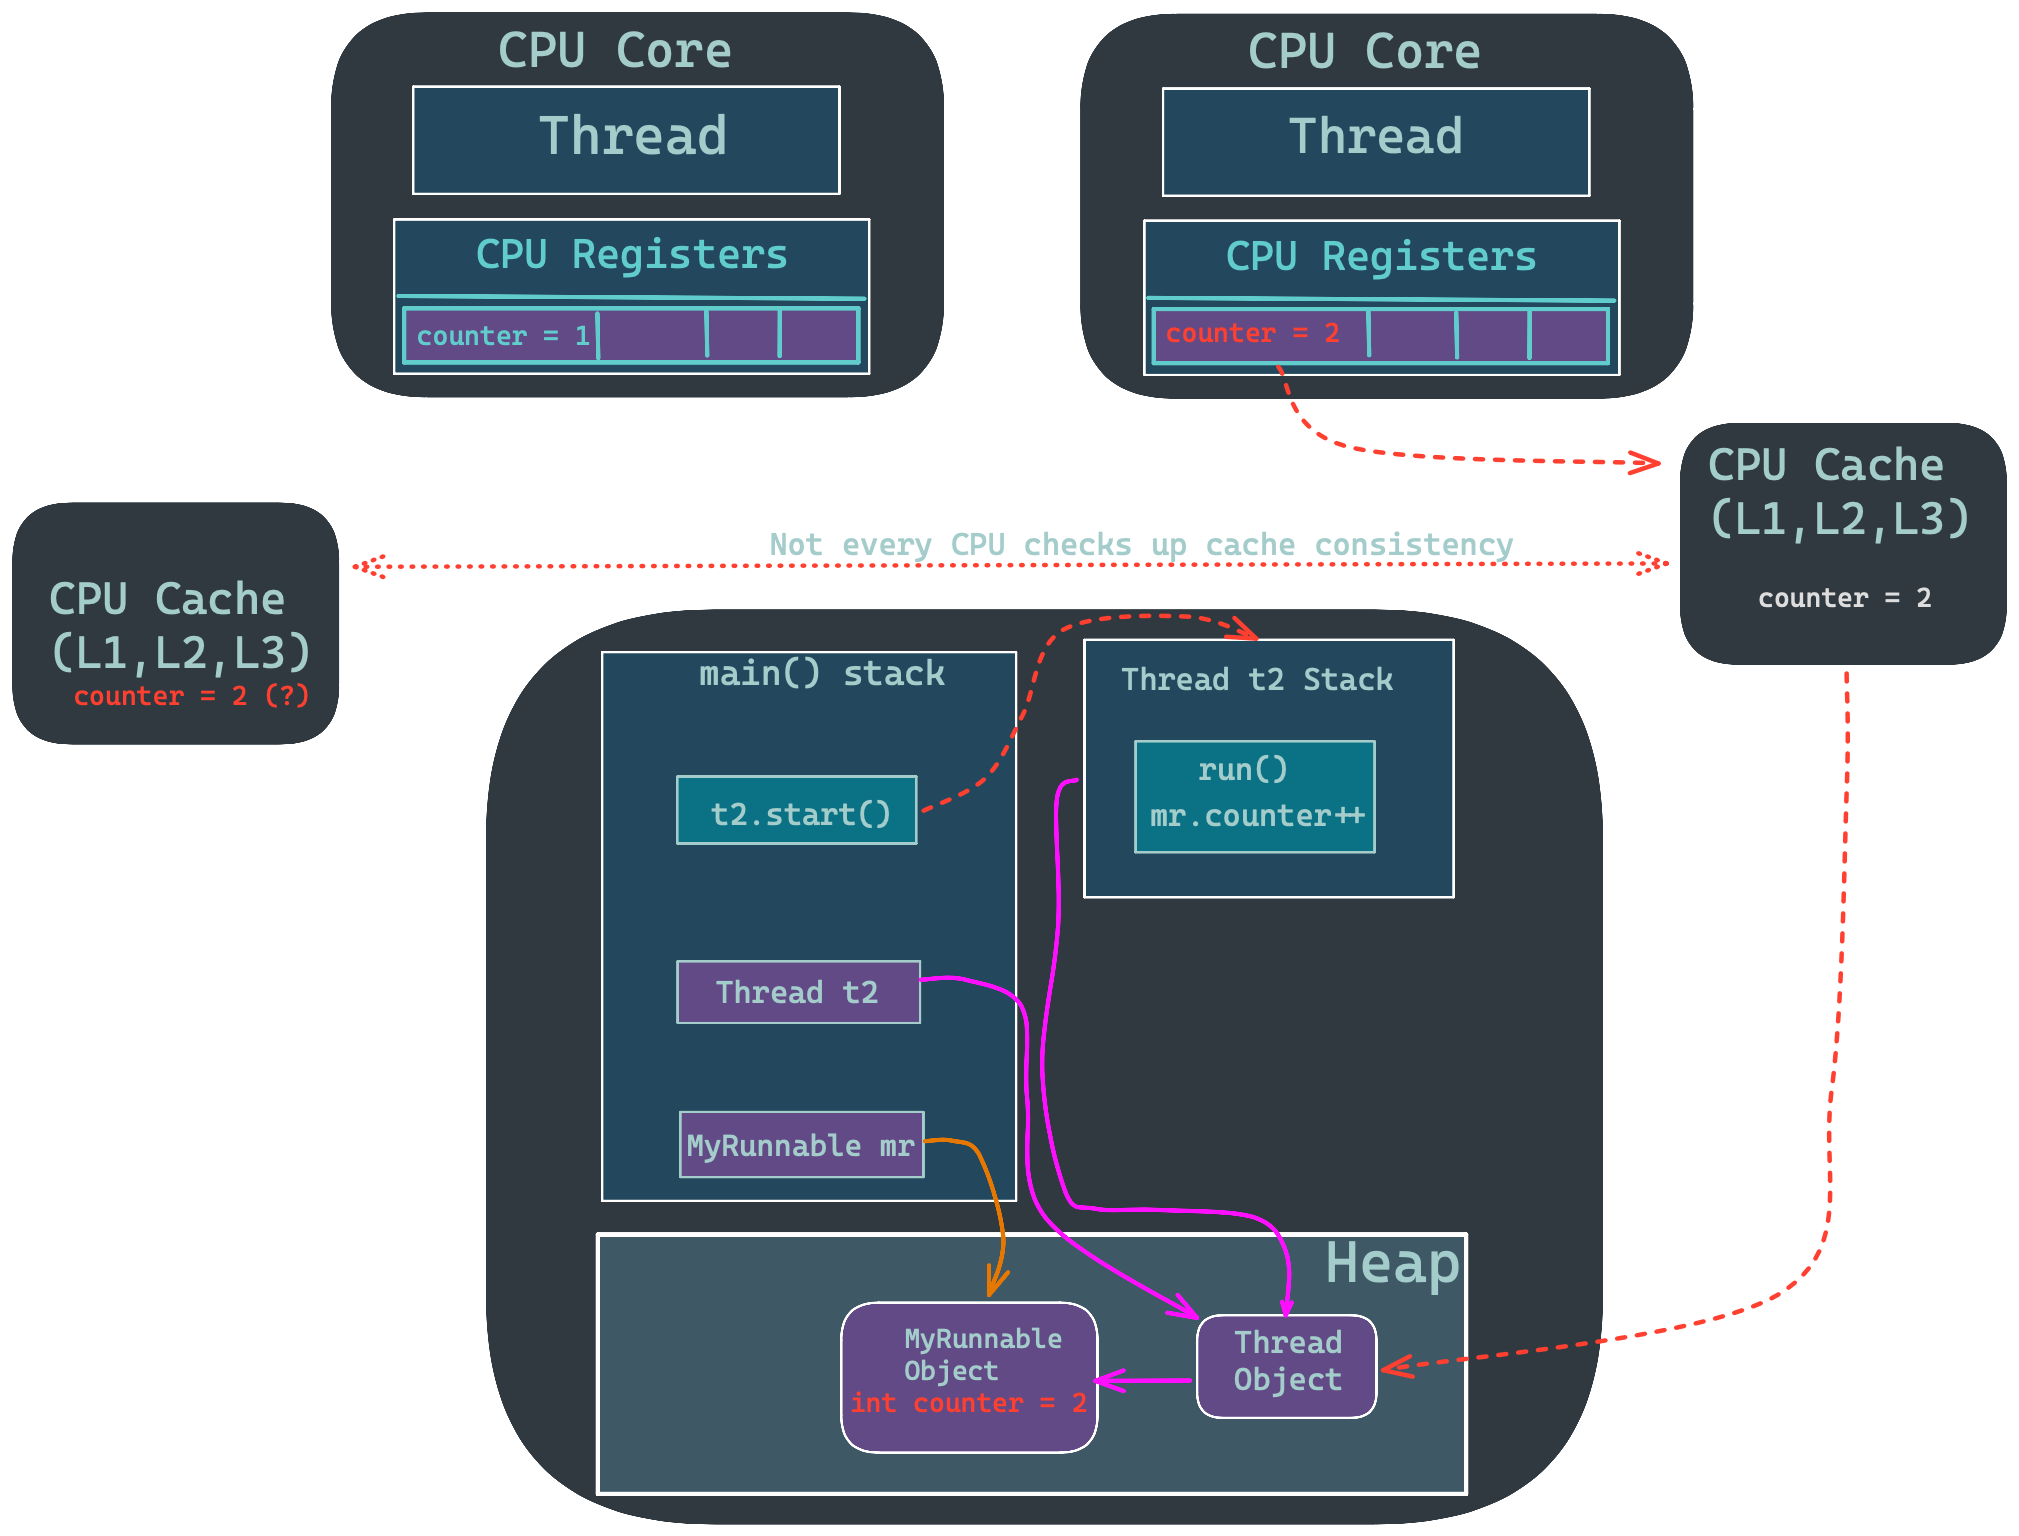 CPU Core
Thread
CPU Registers
counter = 1
CPU Core
Thread
CPU Registers
counter = 2
CPU Cache
(L1,L2,L3)
counter = 2
Not every CPU checks up cache consistency
CPU Cache
(L1,L2,L3)
counter = 2 (?)
main() stack
t2.start()
Thread t2
MyRunnable mr
Thread t2 Stack
run()
mr.counter++
Heap
MyRunnable
Object
int counter = 2
Thread
Object